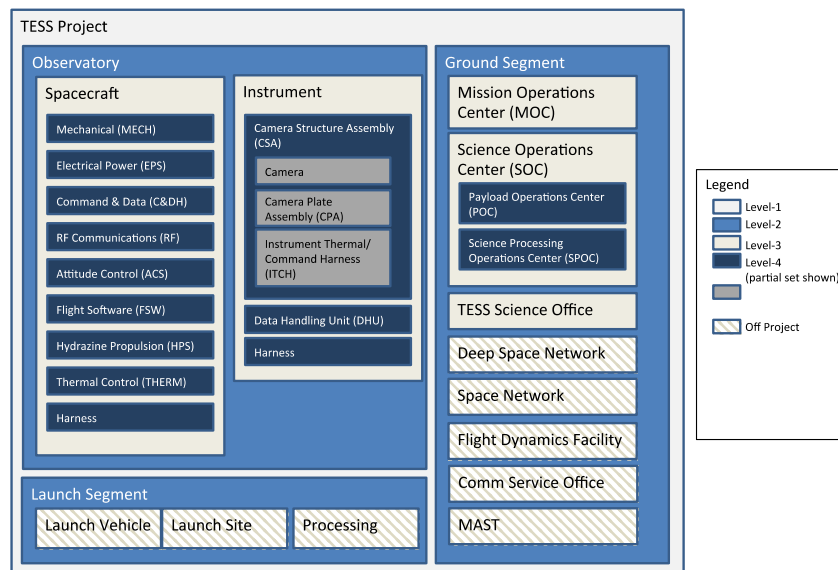 TESS Project
Observatory
Spacecraft
Mechanical (MECH)
Electrical Power (EPS)
Command & Data (C&DH)
RF Communications (RF)
Attitude Control (ACS)
Flight Software (FSW)
Hydrazine Propulsion (HPS)
Thermal Control (THERM)
Harness
Instrument
Camera Structure Assembly
(CSA)
Camera
Camera Plate
Assembly (CPA)
Instrument Thermal/
Command Harness
(ITCH)
Data Handling Unit (DHU)
Harness
Launch Segment
Launch Vehicle
Launch Site
Processing
Ground Segment
Mission Operations
Center (MOC)
Science Operations
Center (SOC)
Payload Operations Center
(POC)
Science Processing
Operations Center (SPOC)
TESS Science Office
Deep Space Network
Space Network
Flight Dynamics Facility
Comm Service Office
MAST
Legend
Level-1
Level-2
Level-3
Level-4
(partial set shown)
Off Project